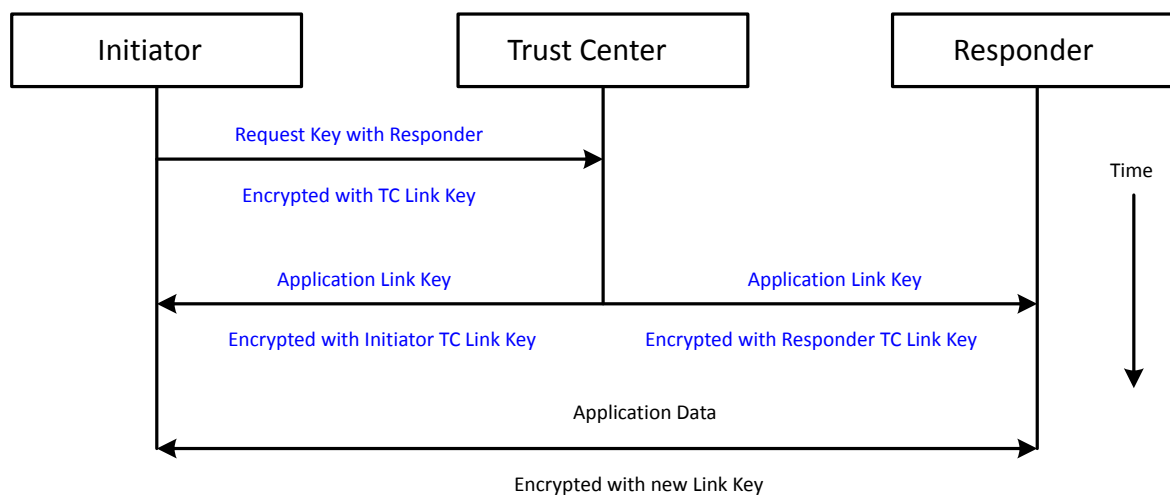 Initiator
Trust Center
Responder
Request Key with Responder
Time
Encrypted with TC Link Key
Application Link Key
Application Link Key
Encrypted with Initiator TC Link Key
Encrypted with Responder TC Link Key
Application Data
Encrypted with new Link Key